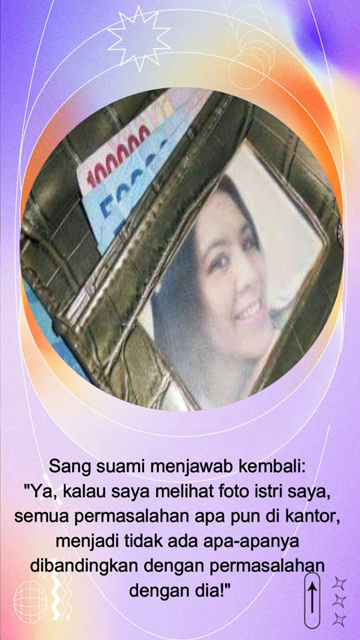 100000
Sang suami menjawab kembali:
"Ya, kalau saya melihat foto istri saya,
semua permasalahan apa pun di kantor,
menjadi tidak ada apa-apanya
dibandingkan dengan permasalahan
dengan dia!"